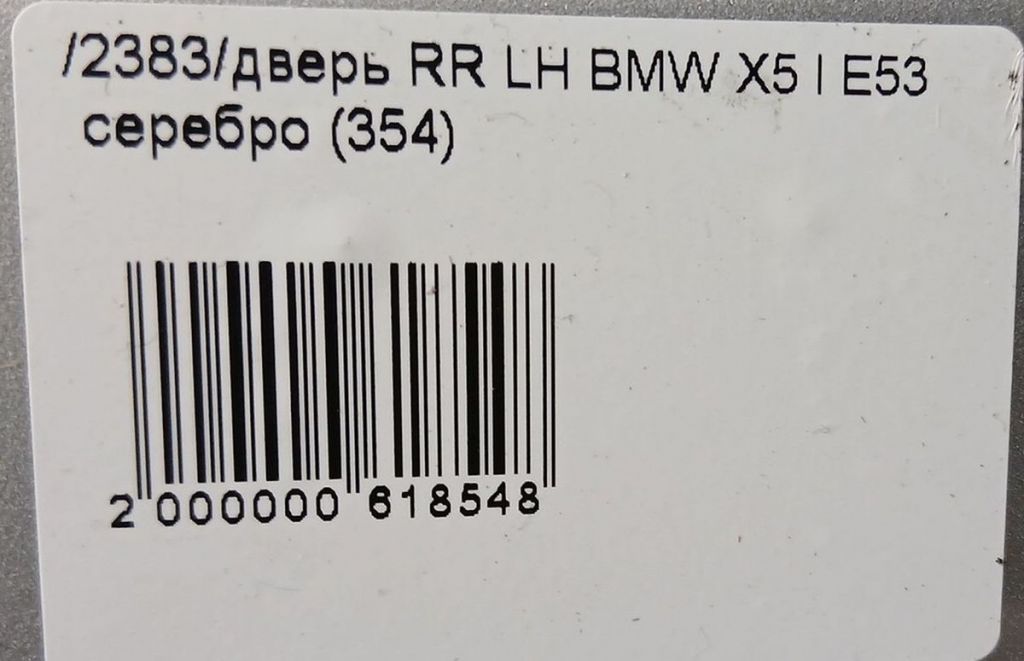 /2383/дверь RR LH BMW X5 I E53
серебро (354)
2 000000 618548